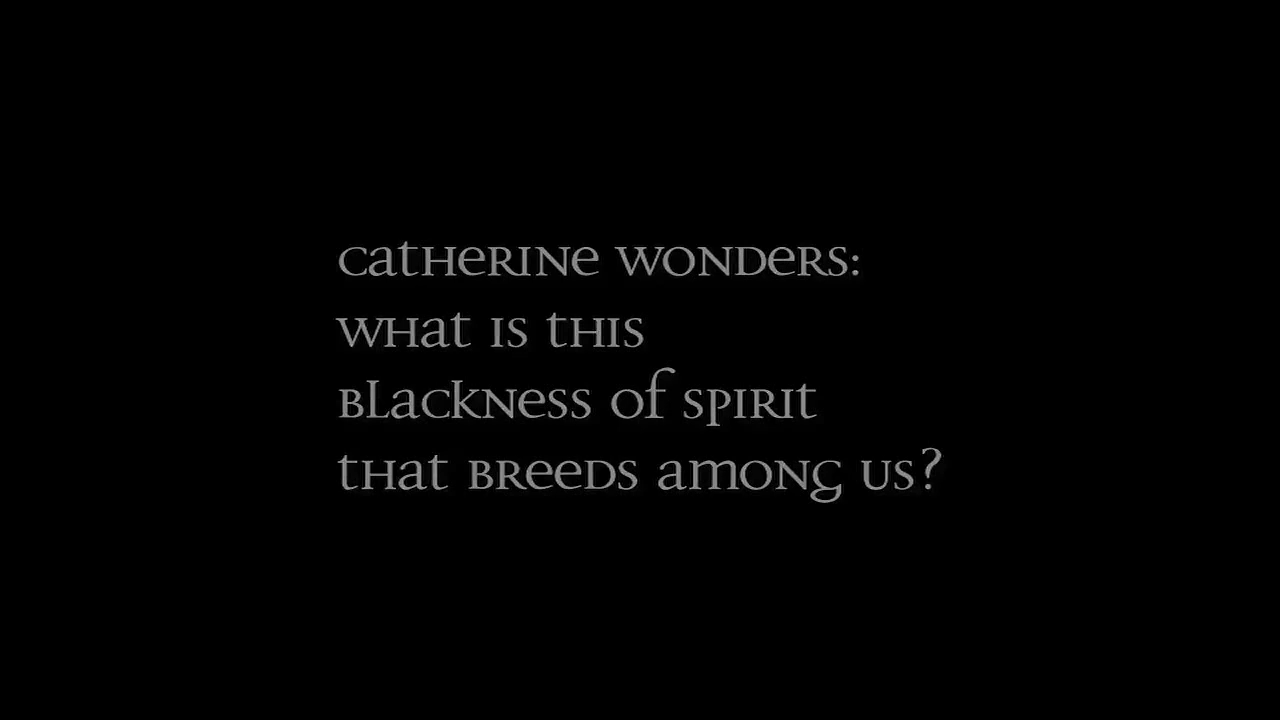 Catherine wonders:
what is this
blackness of spirit
that breeds among us?